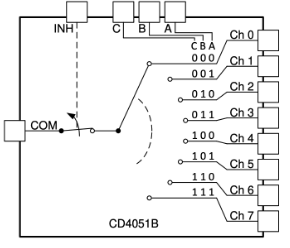 INH C B A
C B A
0 0 0 Ch 0
0 0 1 Ch 1
0 1 0 Ch 2
0 1 1 Ch 3
COM
1 0 0 Ch 4
1 0 1 Ch 5
1 1 0 Ch 6
1 1 1 Ch 7
CD4051B